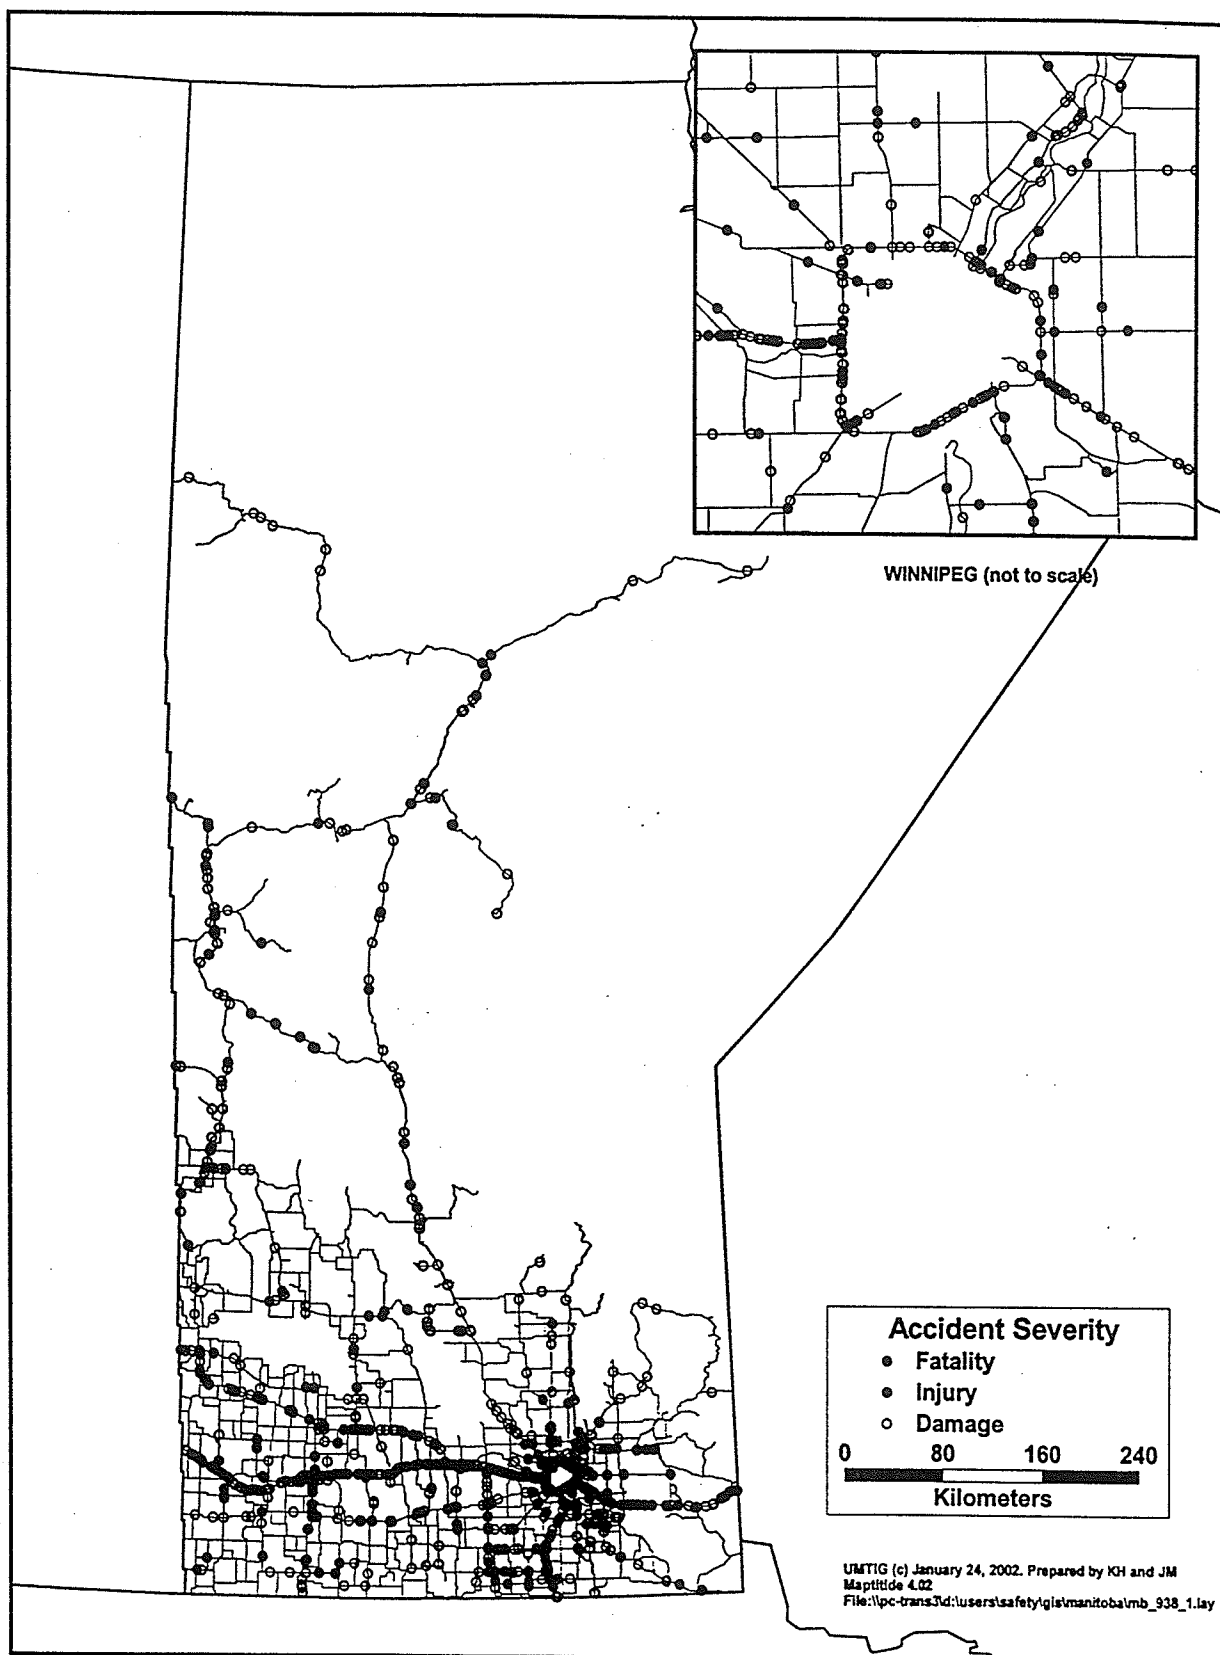 WINNIPEG (not to scale)
Accident Severity
Fatality
Injury
Damage
0 80 160 240
Kilometers
UMTIG (c) January 24, 2002. Prepared by KH and JM
Maptitide 4.02
File:\\pc-trans3\d:\users\safety\gis\manitoba\mb_938_1.lay